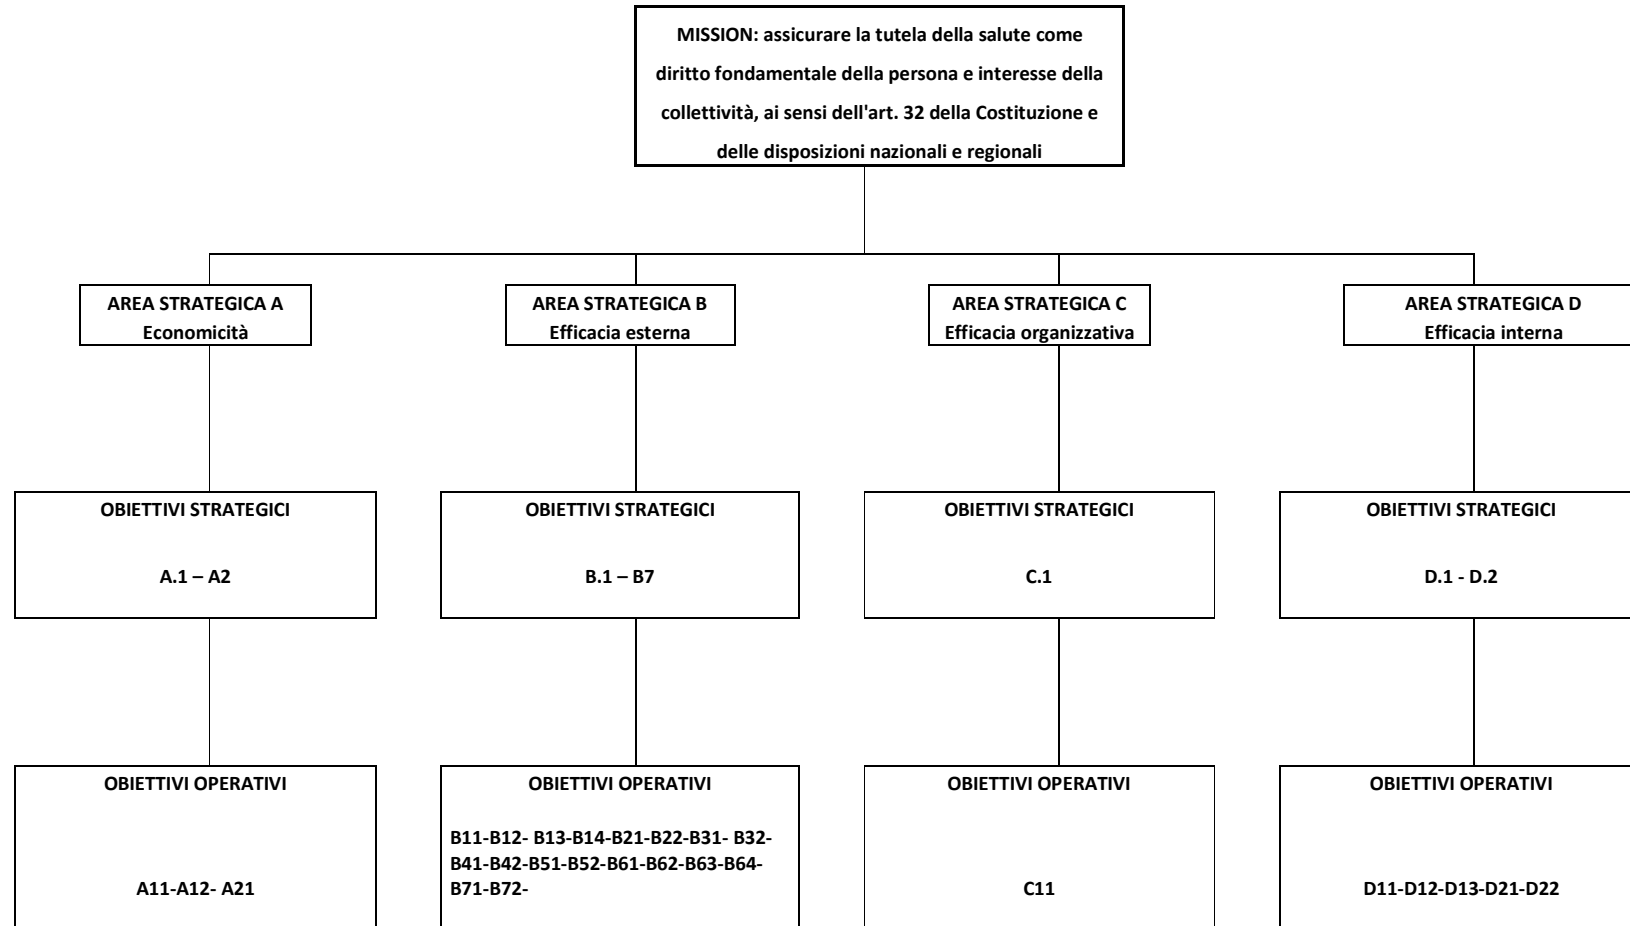 MISSION: assicurare la tutela della salute come
diritto fondamentale della persona e interesse della
collettività, ai sensi dell'art. 32 della Costituzione e
delle disposizioni nazionali e regionali
AREA STRATEGICA A
Economicità
AREA STRATEGICA B
Efficacia esterna
AREA STRATEGICA C
Efficacia organizzativa
AREA STRATEGICA D
Efficacia interna
OBIETTIVI STRATEGICI
A.1 – A2
OBIETTIVI STRATEGICI
B.1 – B7
OBIETTIVI STRATEGICI
C.1
OBIETTIVI STRATEGICI
D.1 - D.2
OBIETTIVI OPERATIVI
A11-A12- A21
OBIETTIVI OPERATIVI
B11-B12- B13-B14-B21-B22-B31- B32-
B41-B42-B51-B52-B61-B62-B63-B64-
B71-B72-
OBIETTIVI OPERATIVI
C11
OBIETTIVI OPERATIVI
D11-D12-D13-D21-D22